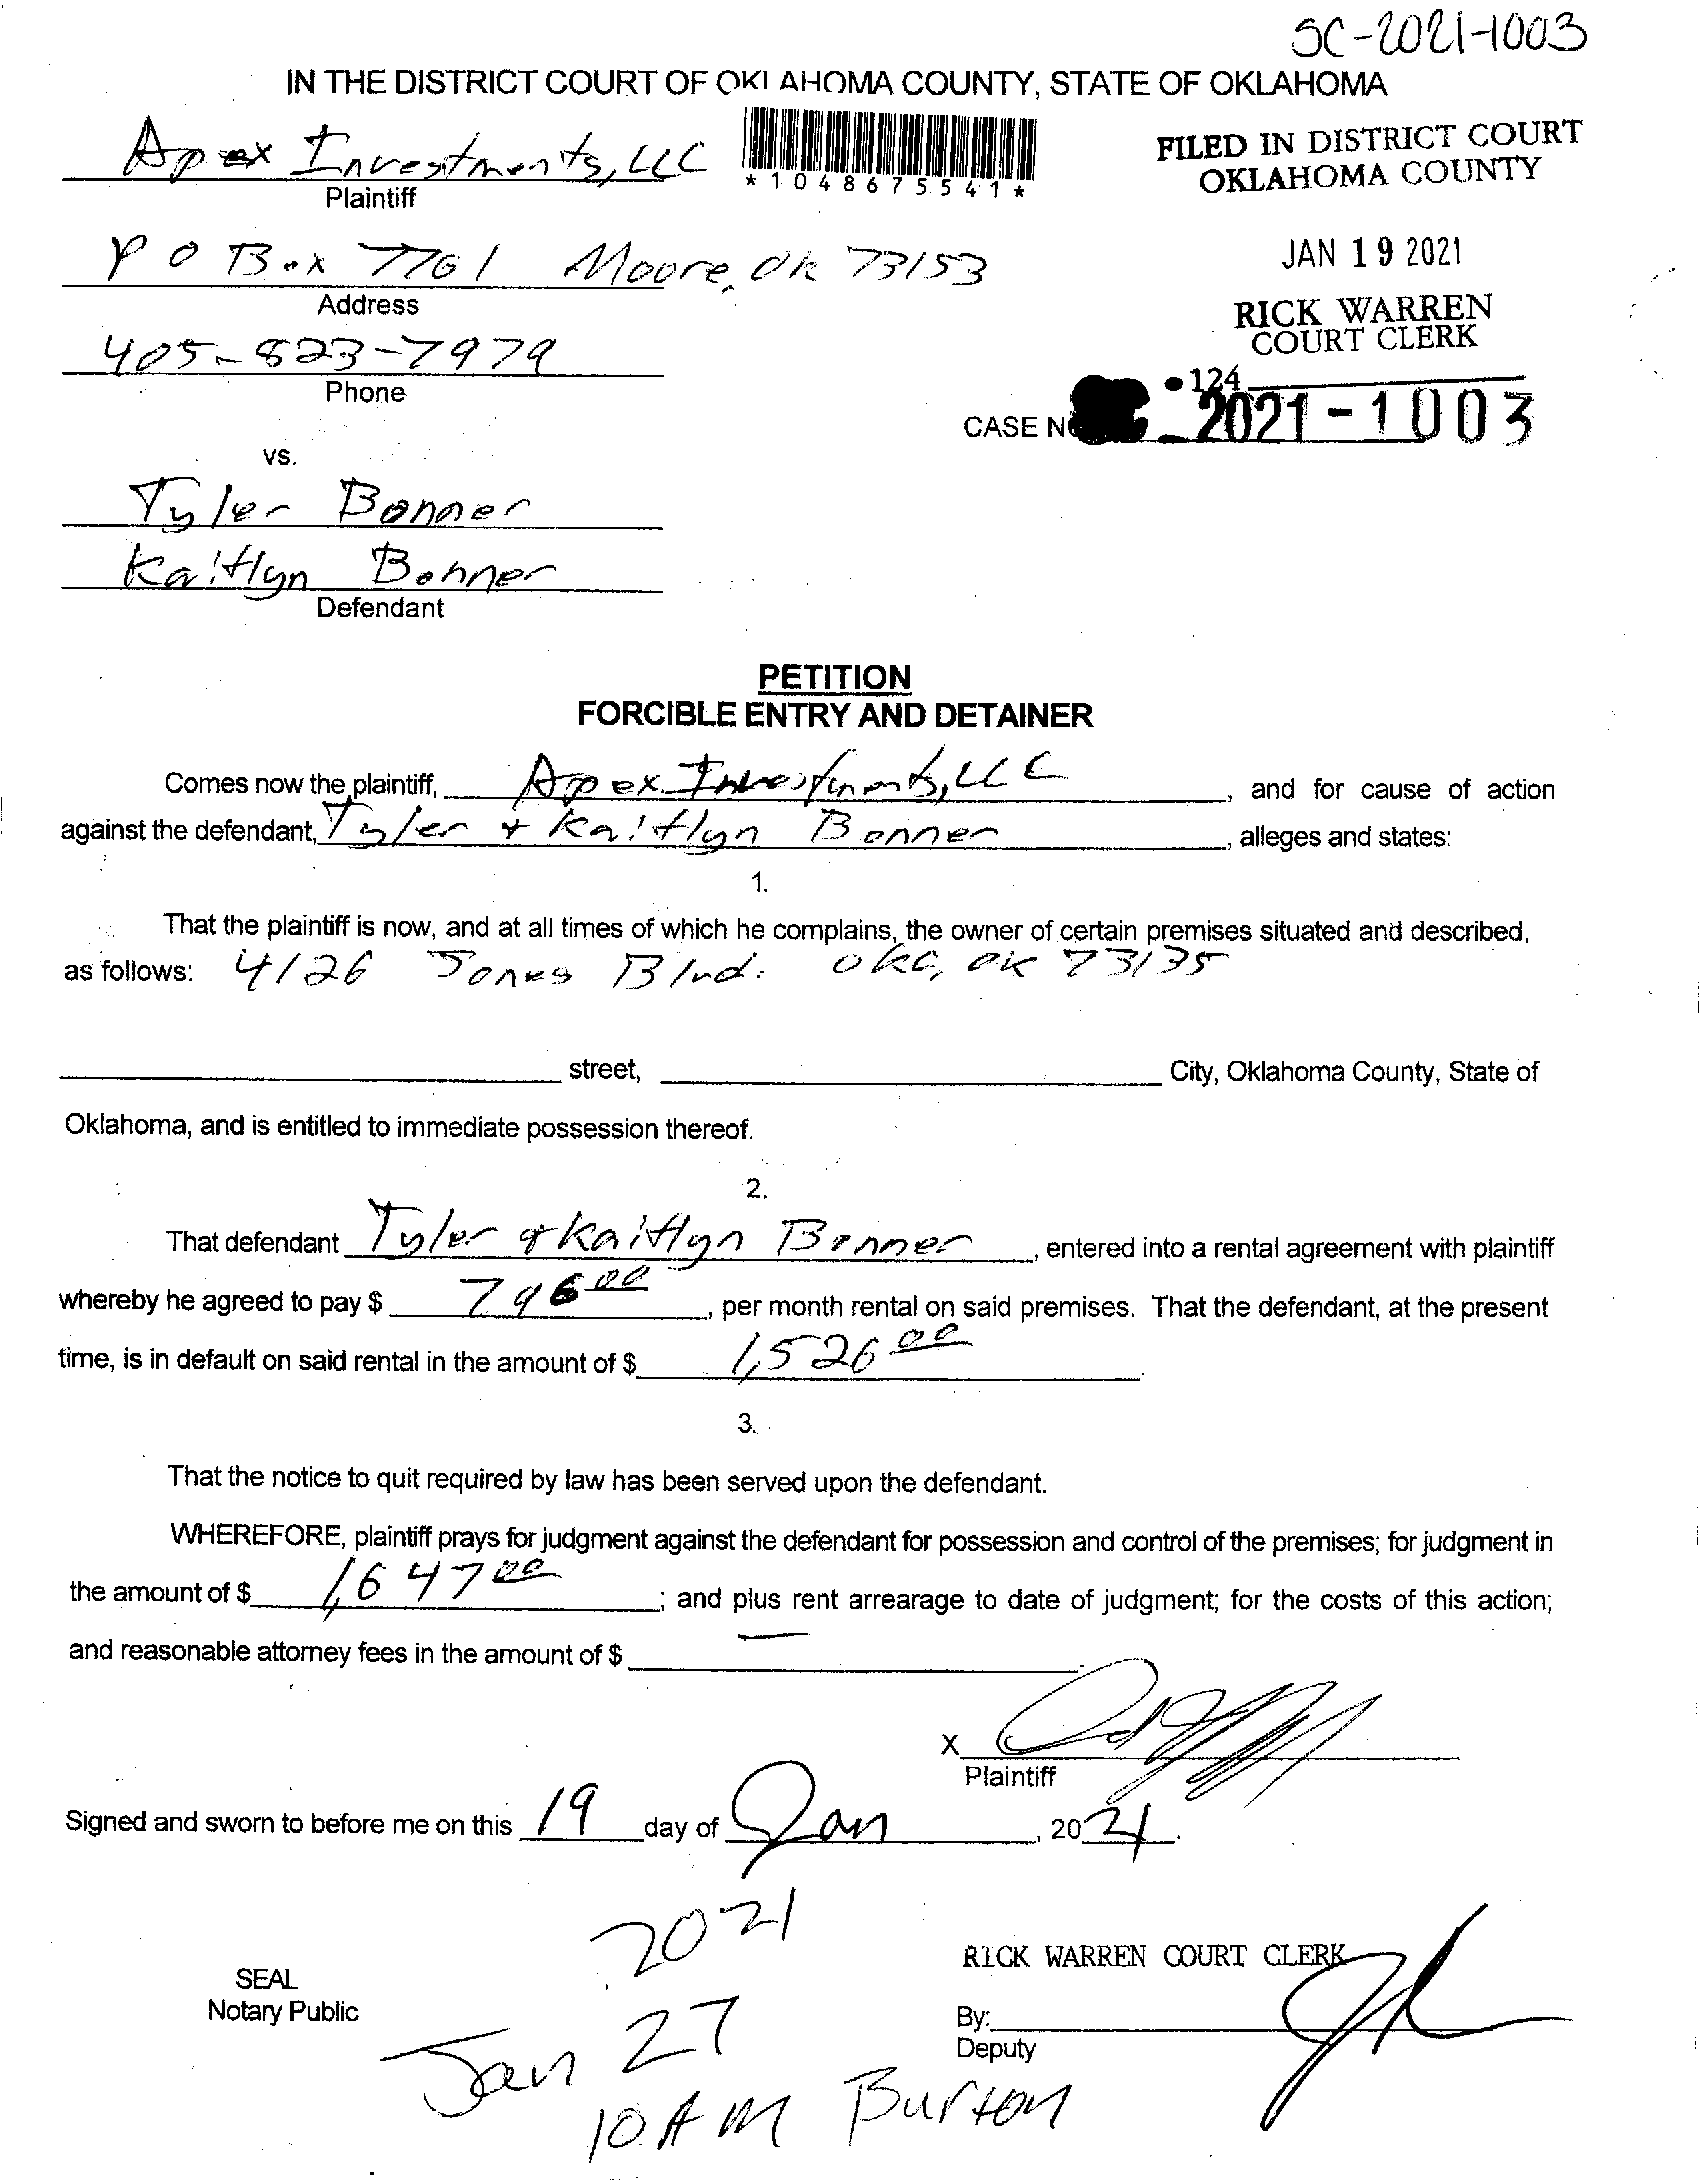 SC-2021-1003
IN THE DISTRICT COURT OF OKLAHOMA COUNTY, STATE OF OKLAHOMA
Apex Investments, LLC
*1048675541*
FILED IN DISTRICT COURT
OKLAHOMA COUNTY
Plaintiff
P O Box 7761 Moore, OK 73153
JAN 19 2021
Address
RICK WARREN
COURT CLERK
405-823-7979
Phone
124
CASE N 2021-1003
vs.
Tyler Bonner
Kaitlyn Bonner
Defendant
PETITION
FORCIBLE ENTRY AND DETAINER
Comes now the plaintiff, Apex Investments, LLC, and for cause of action
against the defendant, Tyler + Kaitlyn Bonner, alleges and states:
1.
That the plaintiff is now, and at all times of which he complains, the owner of certain premises situated and described,
as follows: 4126 Jones Blvd. OKC, OK 73135
street, City, Oklahoma County, State of
Oklahoma, and is entitled to immediate possession thereof.
2.
That defendant Tyler + Kaitlyn Bonner, entered into a rental agreement with plaintiff
whereby he agreed to pay $ 796 00, per month rental on said premises. That the defendant, at the present
time, is in default on said rental in the amount of $ 1,526 00.
3.
That the notice to quit required by law has been served upon the defendant.
WHEREFORE, plaintiff prays for judgment against the defendant for possession and control of the premises; for judgment in
the amount of $ 1,647 00; and plus rent arrearage to date of judgment; for the costs of this action;
and reasonable attorney fees in the amount of $ —.
X
Plaintiff
Signed and sworn to before me on this 19 day of Jan, 2021.
2021
RICK WARREN COURT CLERK
SEAL
Notary Public
By:
Deputy
Jan 27
10 AM Burton